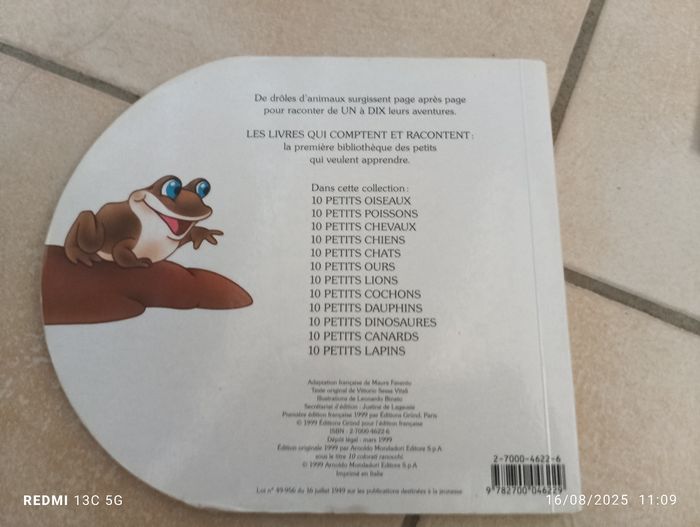 De drôles d'animaux surgissent page après page
pour raconter de UN à DIX leurs aventures.
LES LIVRES QUI COMPTENT ET RACONTENT :
la première bibliothèque des petits
qui veulent apprendre.
Dans cette collection :
10 PETITS OISEAUX
10 PETITS POISSONS
10 PETITS CHEVAUX
10 PETITS CHIENS
10 PETITS CHATS
10 PETITS OURS
10 PETITS LIONS
10 PETITS COCHONS
10 PETITS DAUPHINS
10 PETITS DINOSAURES
10 PETITS CANARDS
10 PETITS LAPINS
Adaptation française de Maura
Texte original de Vittorio Sessa Vitali
Illustrations de Leonardo
Secrétariat d'édition : Justine de Lagausie
Première édition française 1999 par Éditions Gründ, Paris
© 1999 Éditions Gründ pour l'édition française
ISBN : 2-7000-4622-6
Dépôt légal : mars 1999
Édition originale 1999 par Arnoldo Mondadori Editore S.p.A.
sous le titre 10 colorati ranocchi
© 1999 Arnoldo Mondadori Editore S.p.A.
Imprimé en Italie
Loi n° 49-956 du 16 juillet 1949 sur les publications destinées à la jeunesse
2-7000-4622-6
9 782700 046229
REDMI 13C 5G
16/08/2025 11:09